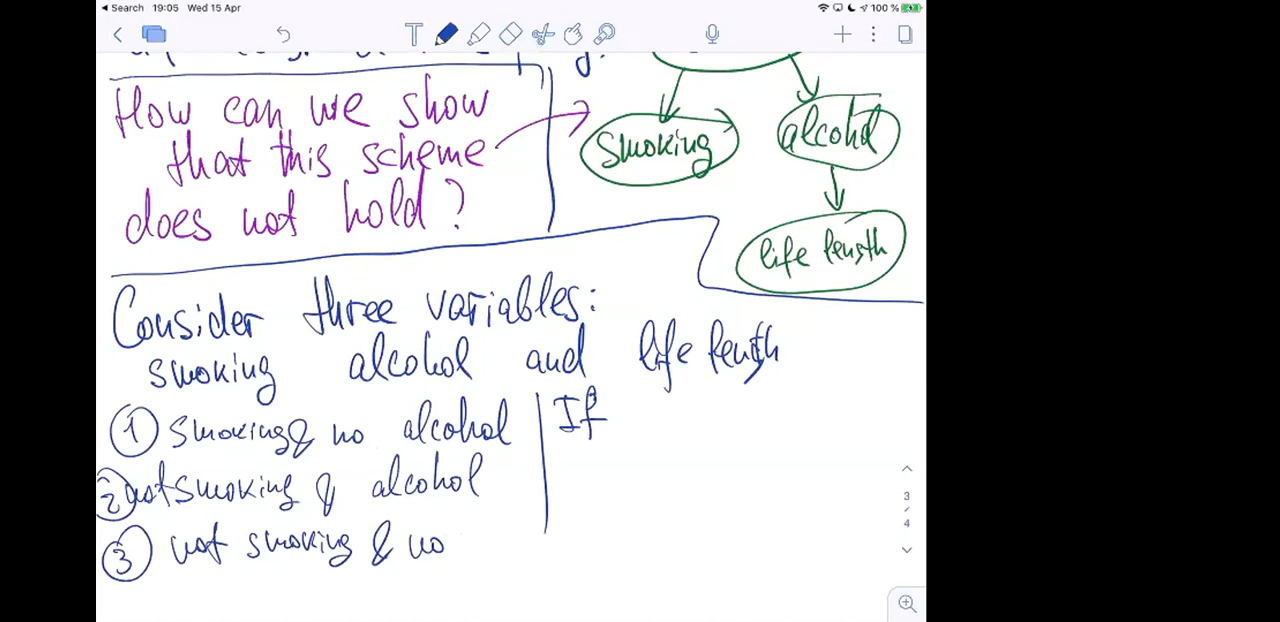 Search 19:05 Wed 15 Apr 100 %
T
How can we show
that this scheme
does not hold?
smoking
alcohol
life length
Consider three variables:
smoking alcohol and life length
1 smoking & no alcohol
2 not smoking & alcohol
3 not smoking & no
If
3
/
4